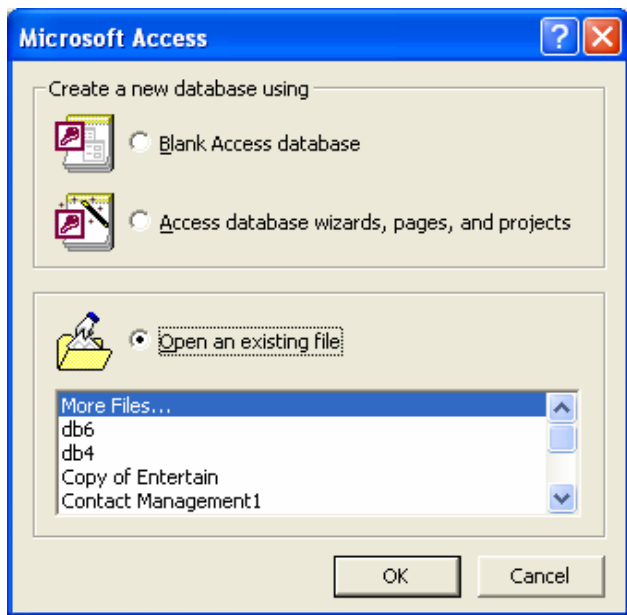 Microsoft Access
?
Create a new database using
Blank Access database
Access database wizards, pages, and projects
Open an existing file
More Files...
db6
db4
Copy of Entertain
Contact Management1
OK Cancel